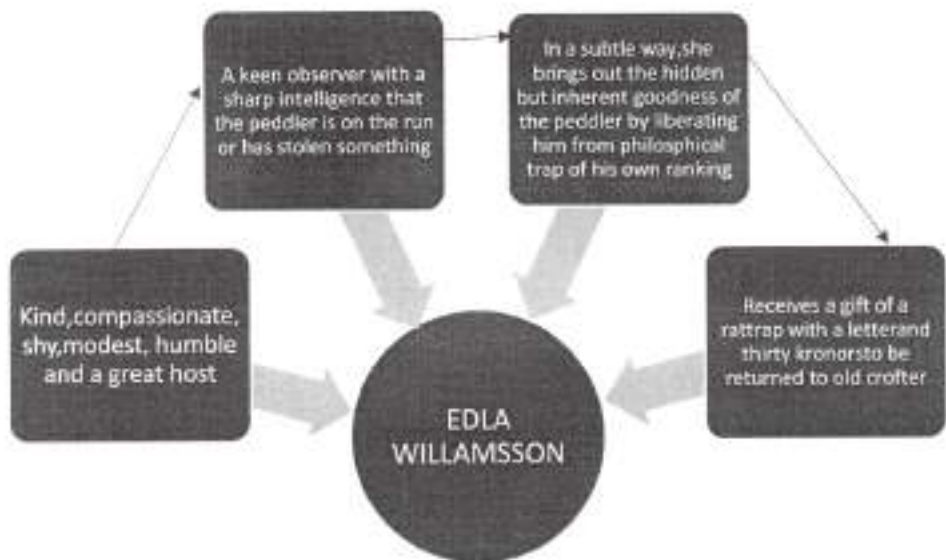 A keen observer with a
sharp intelligence that
the peddler is on the run
or has stolen something
In a subtle way,she
brings out the hidden
but inherent goodness of
the peddler by liberating
him from philosphical
trap of his own ranking
Kind,compassionate,
shy,modest, humble
and a great host
Receives a gift of a
rattrap with a letterand
thirty kronorsto be
returned to old crofter
EDLA
WILLAMSSON